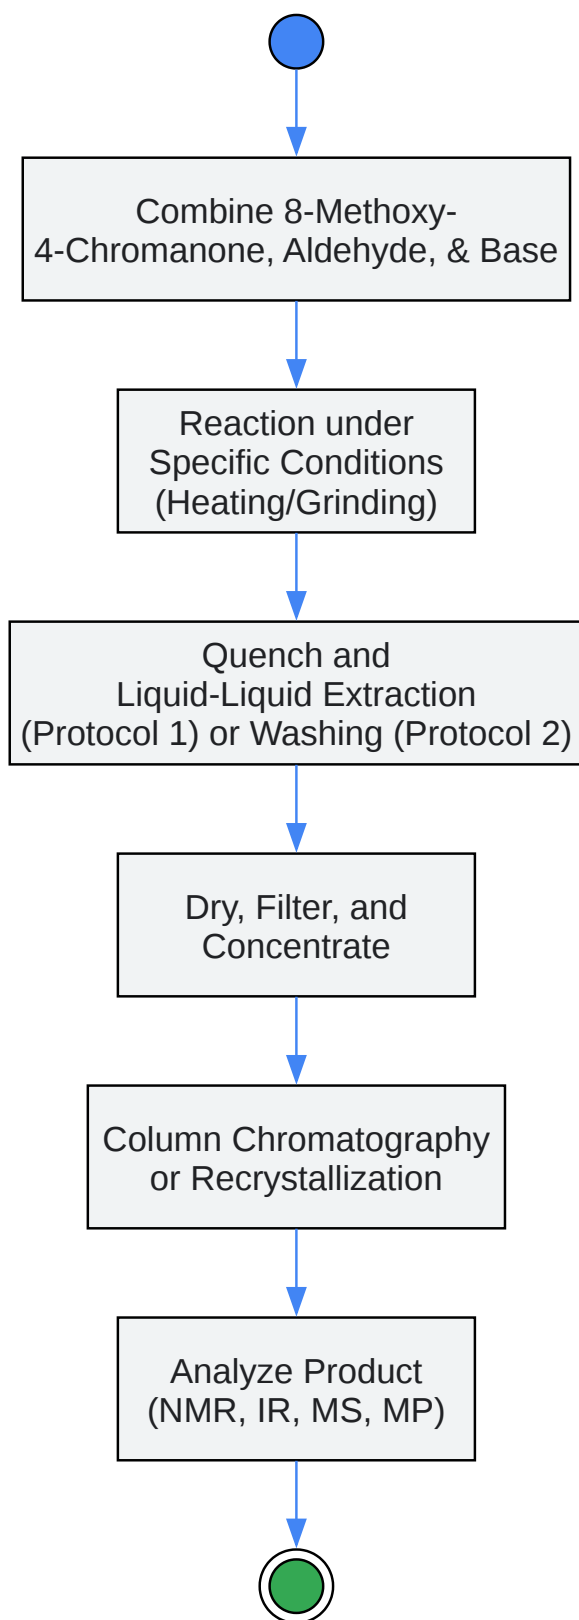 Combine 8-Methoxy-
4-Chromanone, Aldehyde, & Base
Reaction under
Specific Conditions
(Heating/Grinding)
Quench and
Liquid-Liquid Extraction
(Protocol 1) or Washing (Protocol 2)
Dry, Filter, and
Concentrate
Column Chromatography
or Recrystallization
Analyze Product
(NMR, IR, MS, MP)